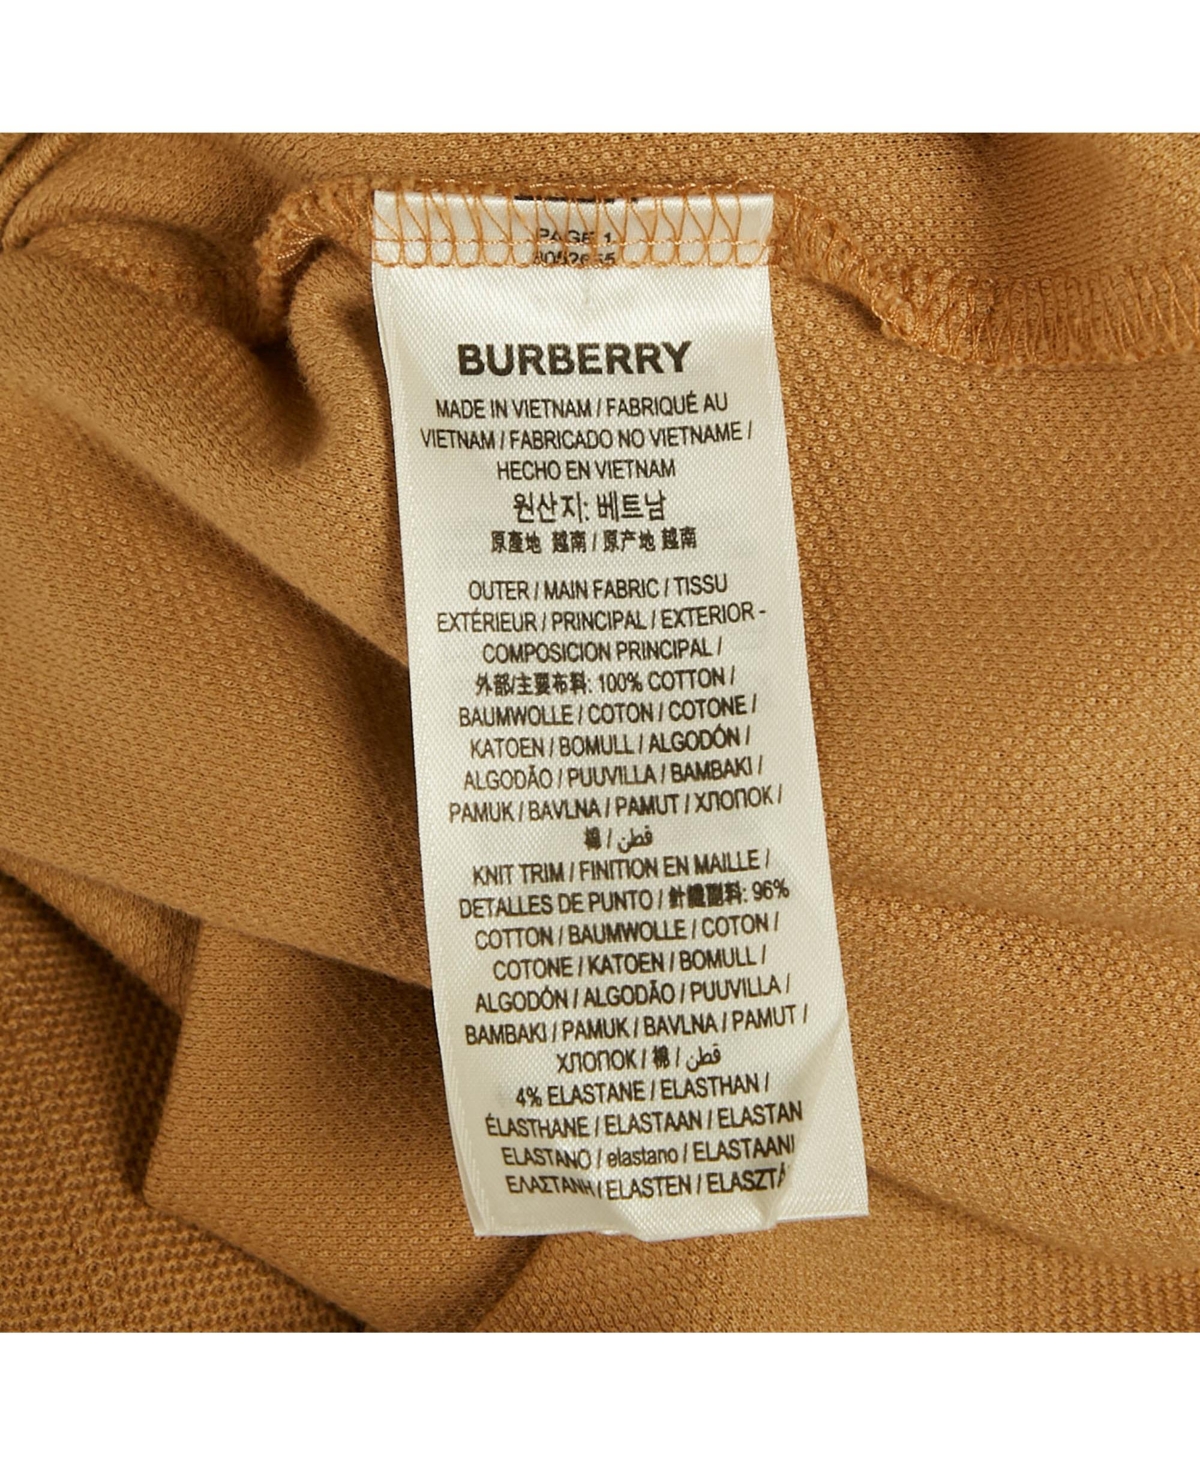 PAGE 1
8052655
BURBERRY
MADE IN VIETNAM / FABRIQUÉ AU
VIETNAM / FABRICADO NO VIETNAME /
HECHO EN VIETNAM
원산지: 베트남
原產地 越南 / 原产地 越南
OUTER / MAIN FABRIC / TISSU
EXTÉRIEUR / PRINCIPAL / EXTERIOR -
COMPOSICION PRINCIPAL /
外部/主要布料: 100% COTTON /
BAUMWOLLE / COTON / COTONE /
KATOEN / BOMULL / ALGODÓN /
ALGODÃO / PUUVILLA / BAMBAKI /
PAMUK / BAVLNA / PAMUT / ХЛОПОК /
棉 / قطن
KNIT TRIM / FINITION EN MAILLE /
DETALLES DE PUNTO / 針織副料: 96%
COTTON / BAUMWOLLE / COTON /
COTONE / KATOEN / BOMULL /
ALGODÓN / ALGODÃO / PUUVILLA /
BAMBAKI / PAMUK / BAVLNA / PAMUT /
ХЛОПОК / 棉 / قطن
4% ELASTANE / ELASTHAN /
ÉLASTHANE / ELASTAAN / ELASTAN
ELASTANO / elastano / ELASTAANI
ΕΛΑΣΤΑΝΗ / ELASTEN / ELASZTÁ